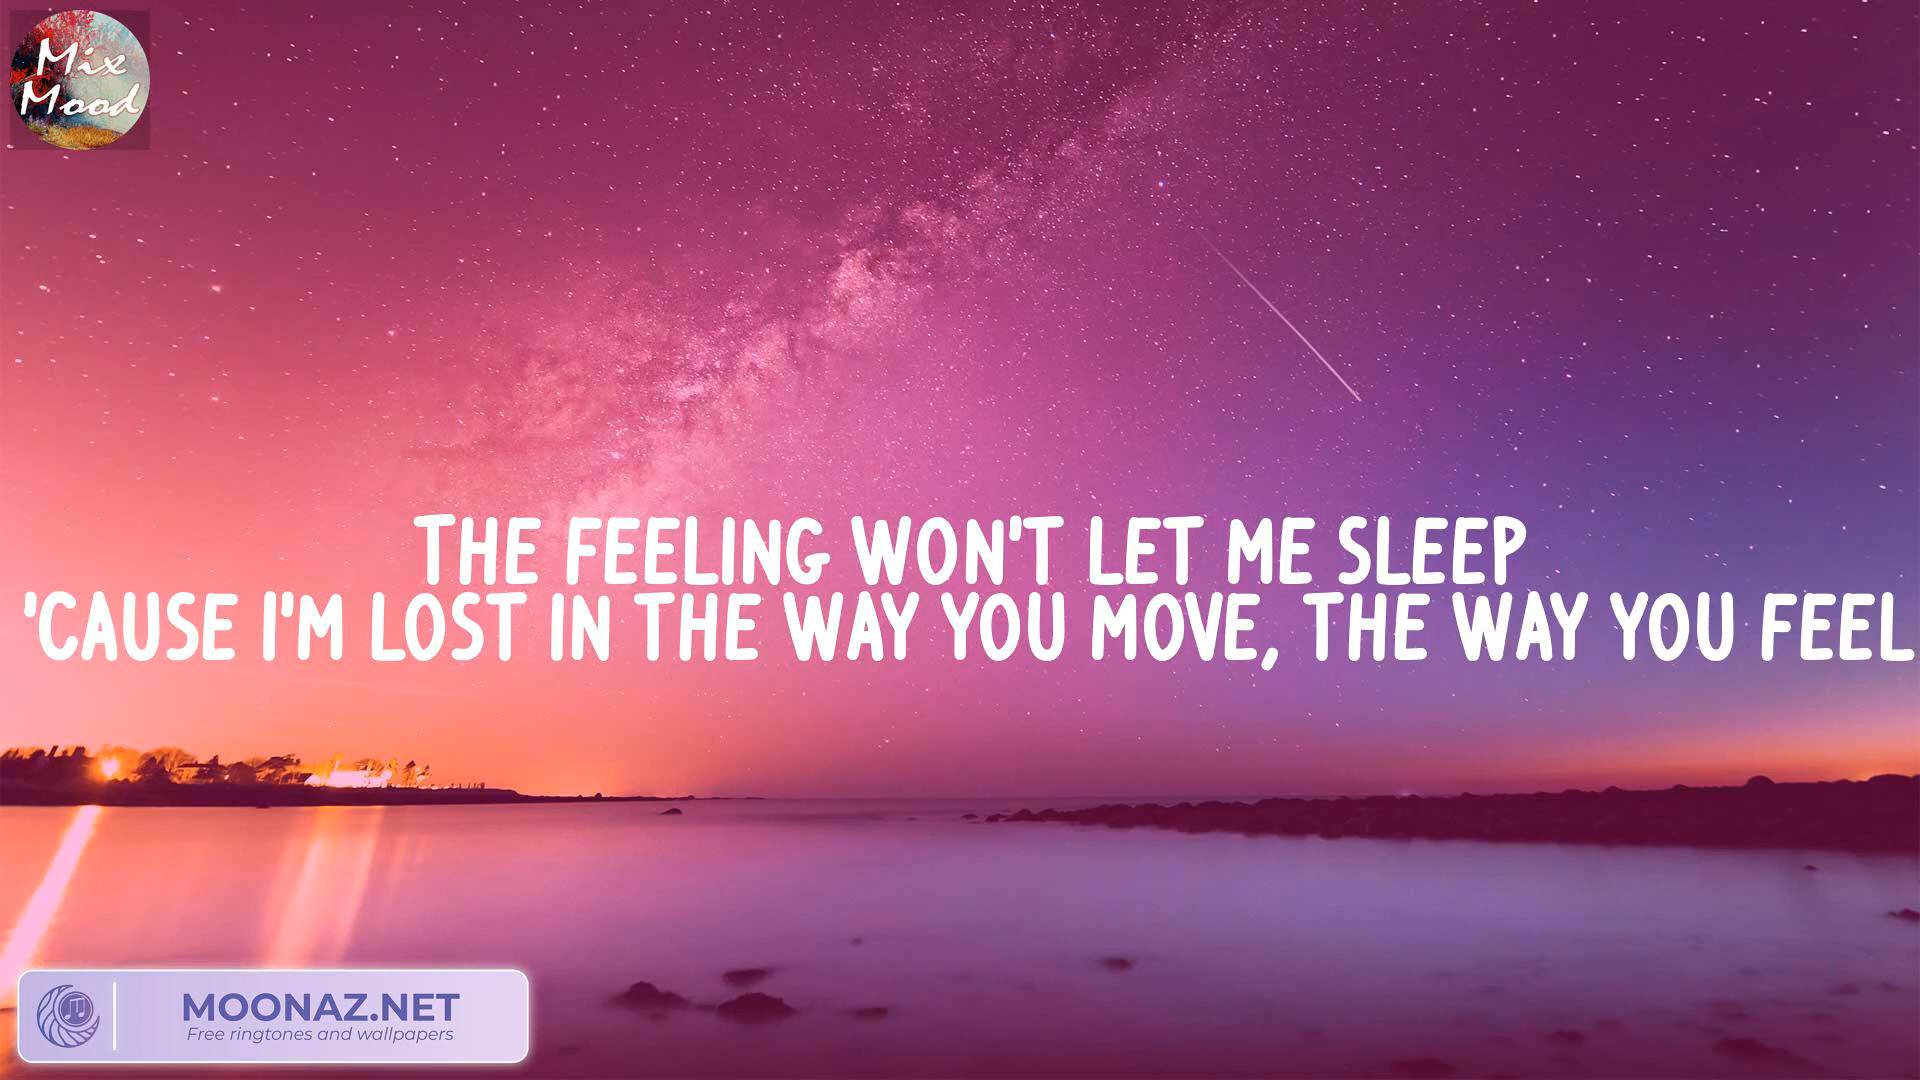 Mix
Mood
THE FEELING WON'T LET ME SLEEP
'CAUSE I'M LOST IN THE WAY YOU MOVE, THE WAY YOU FEEL
MOONAZ.NET
Free ringtones and wallpapers